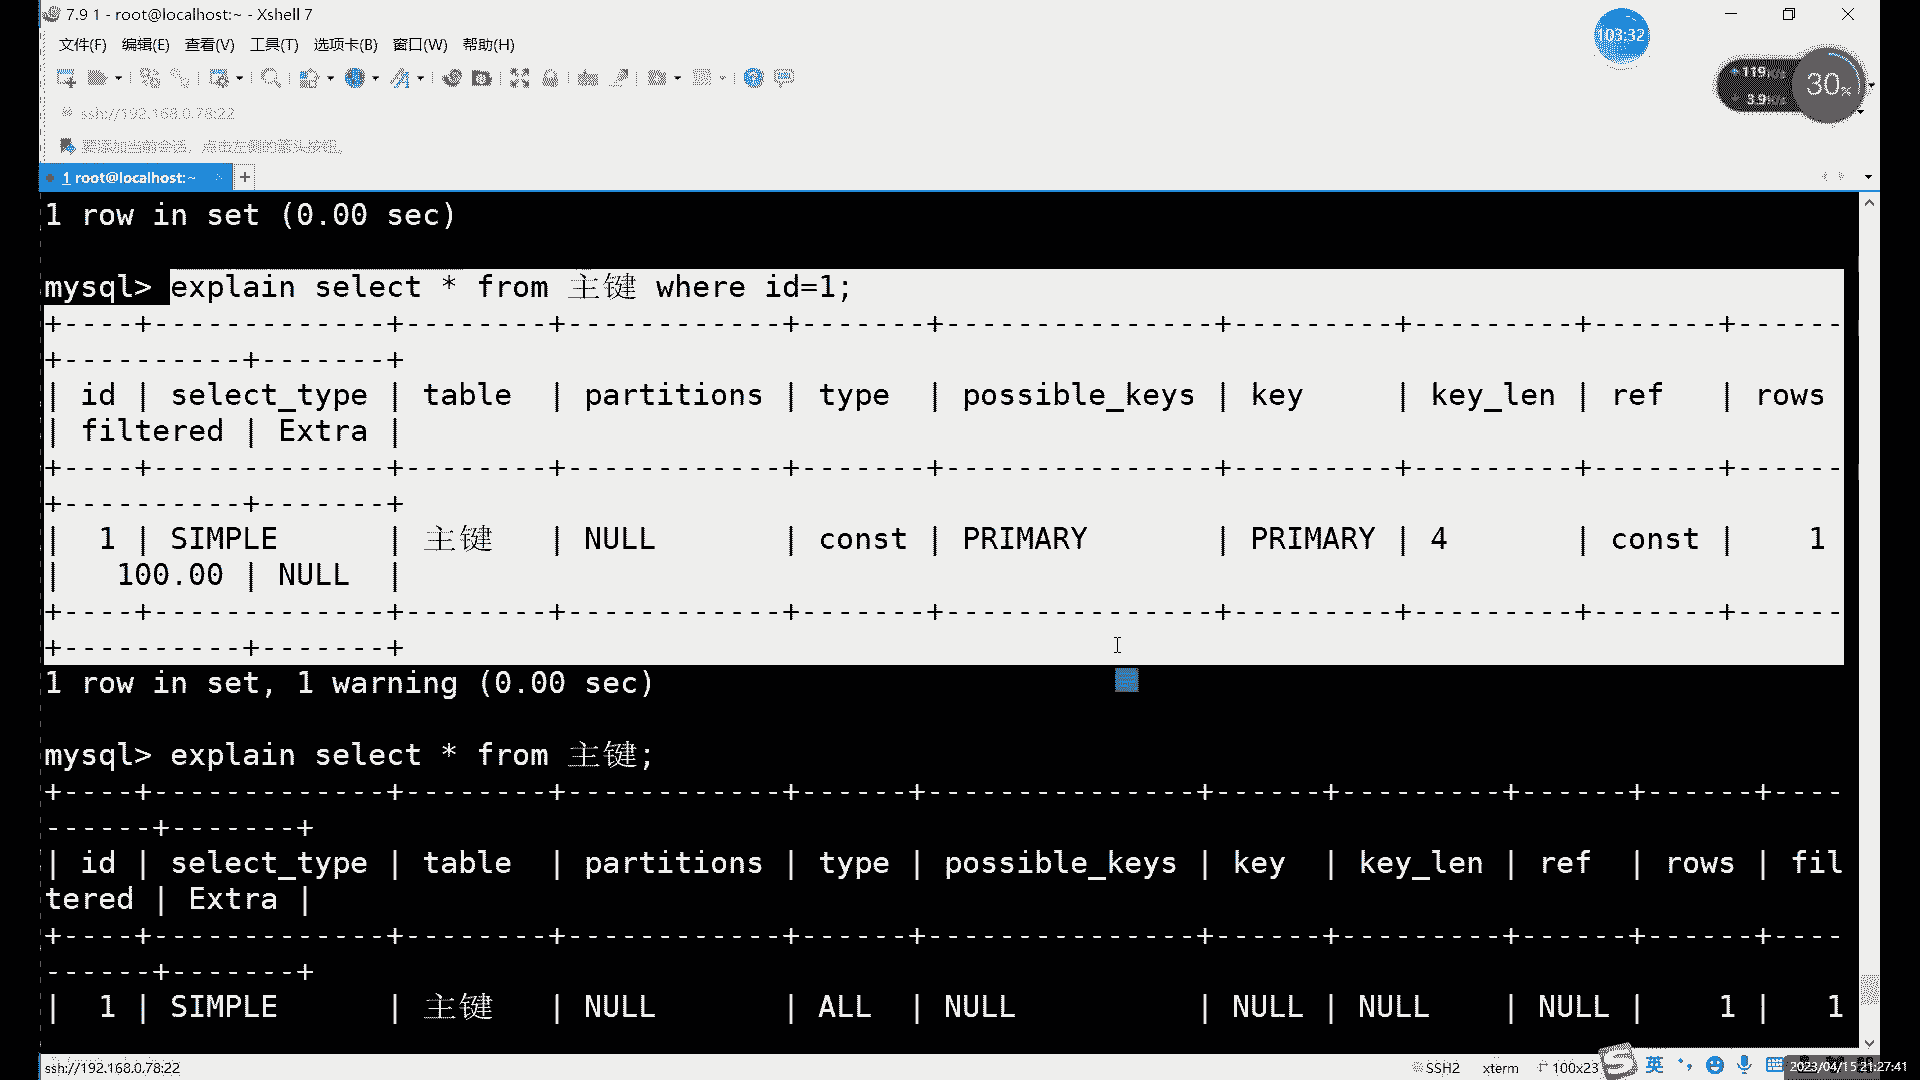 7.9 1 - root@localhost:~ - Xshell 7
文件(F) 编辑(E) 查看(V) 工具(T) 选项卡(B) 窗口(W) 帮助(H)
103:32
119K/s
3.9K/s
30%
ssh://192.168.0.78:22
要添加当前会话，点击左侧的箭头按钮。
1 root@localhost:~
+
1 row in set (0.00 sec)
mysql> explain select * from 主键 where id=1;
+----+-------------+--------+------------+-------+---------------+---------+---------+-------+------
+----------+-------+
| id | select_type | table  | partitions | type  | possible_keys | key     | key_len | ref   | rows
| filtered | Extra |
+----+-------------+--------+------------+-------+---------------+---------+---------+-------+------
+----------+-------+
|  1 | SIMPLE      | 主键   | NULL       | const | PRIMARY       | PRIMARY | 4       | const |    1
|   100.00 | NULL  |
+----+-------------+--------+------------+-------+---------------+---------+---------+-------+------
+----------+-------+
1 row in set, 1 warning (0.00 sec)
mysql> explain select * from 主键;
+----+-------------+--------+------------+------+---------------+------+---------+------+------+----
------+-------+
| id | select_type | table  | partitions | type | possible_keys | key  | key_len | ref  | rows | fil
tered | Extra |
+----+-------------+--------+------------+------+---------------+------+---------+------+------+----
------+-------+
|  1 | SIMPLE      | 主键   | NULL       | ALL  | NULL          | NULL | NULL    | NULL |    1 |   1
ssh://192.168.0.78:22
SSH2 xterm 100x23
英
2023/04/15 21:27:41